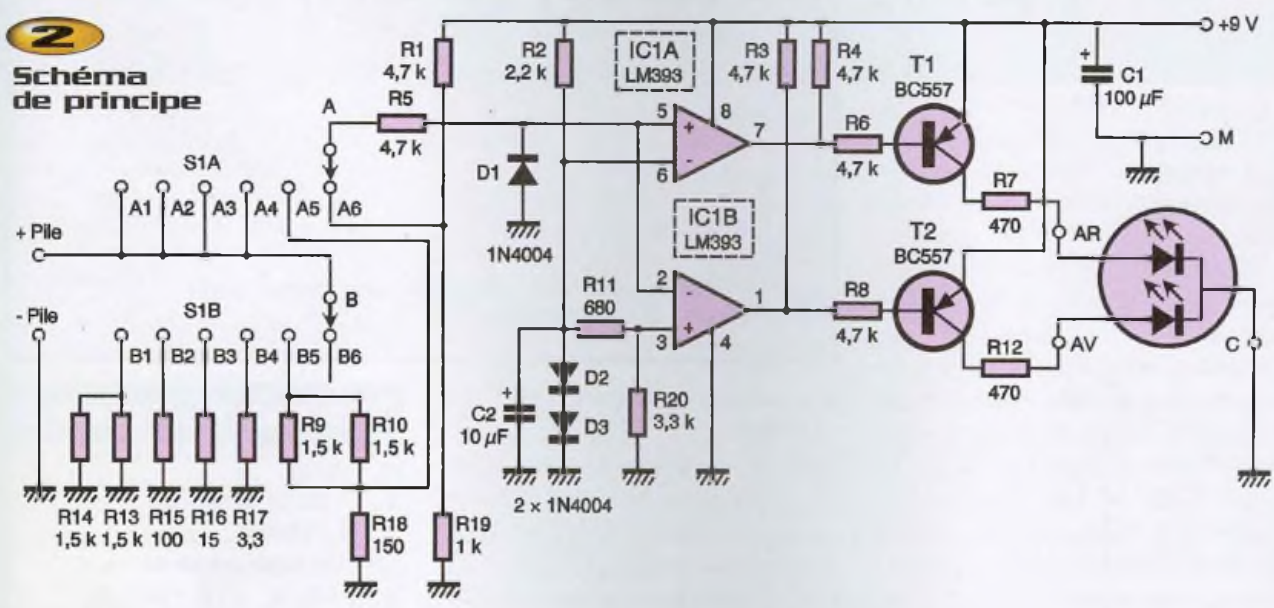 2
Schéma
de principe
R1
4,7 k
R2
2,2 k
IC1A
LM393
R3
4,7 k
R4
4,7 k
T1
BC557
+
C1
100 µF
+9 V
M
A
R5
4,7 k
5
+
8
7
-
6
R6
4,7 k
D1
1N4004
R7
470
AR
S1A
A1
A2
A3
A4
A5
A6
+ Pile
IC1B
LM393
T2
BC557
B
- Pile
S1B
B1
B2
B3
B4
B5
B6
R11
680
2
-
1
+
3
4
R8
4,7 k
R12
470
AV
C
R9
1,5 k
R10
1,5 k
+
C2
10 µF
D2
D3
R20
3,3 k
2 x 1N4004
R14
1,5 k
R13
1,5 k
R15
100
R16
15
R17
3,3
R18
150
R19
1 k